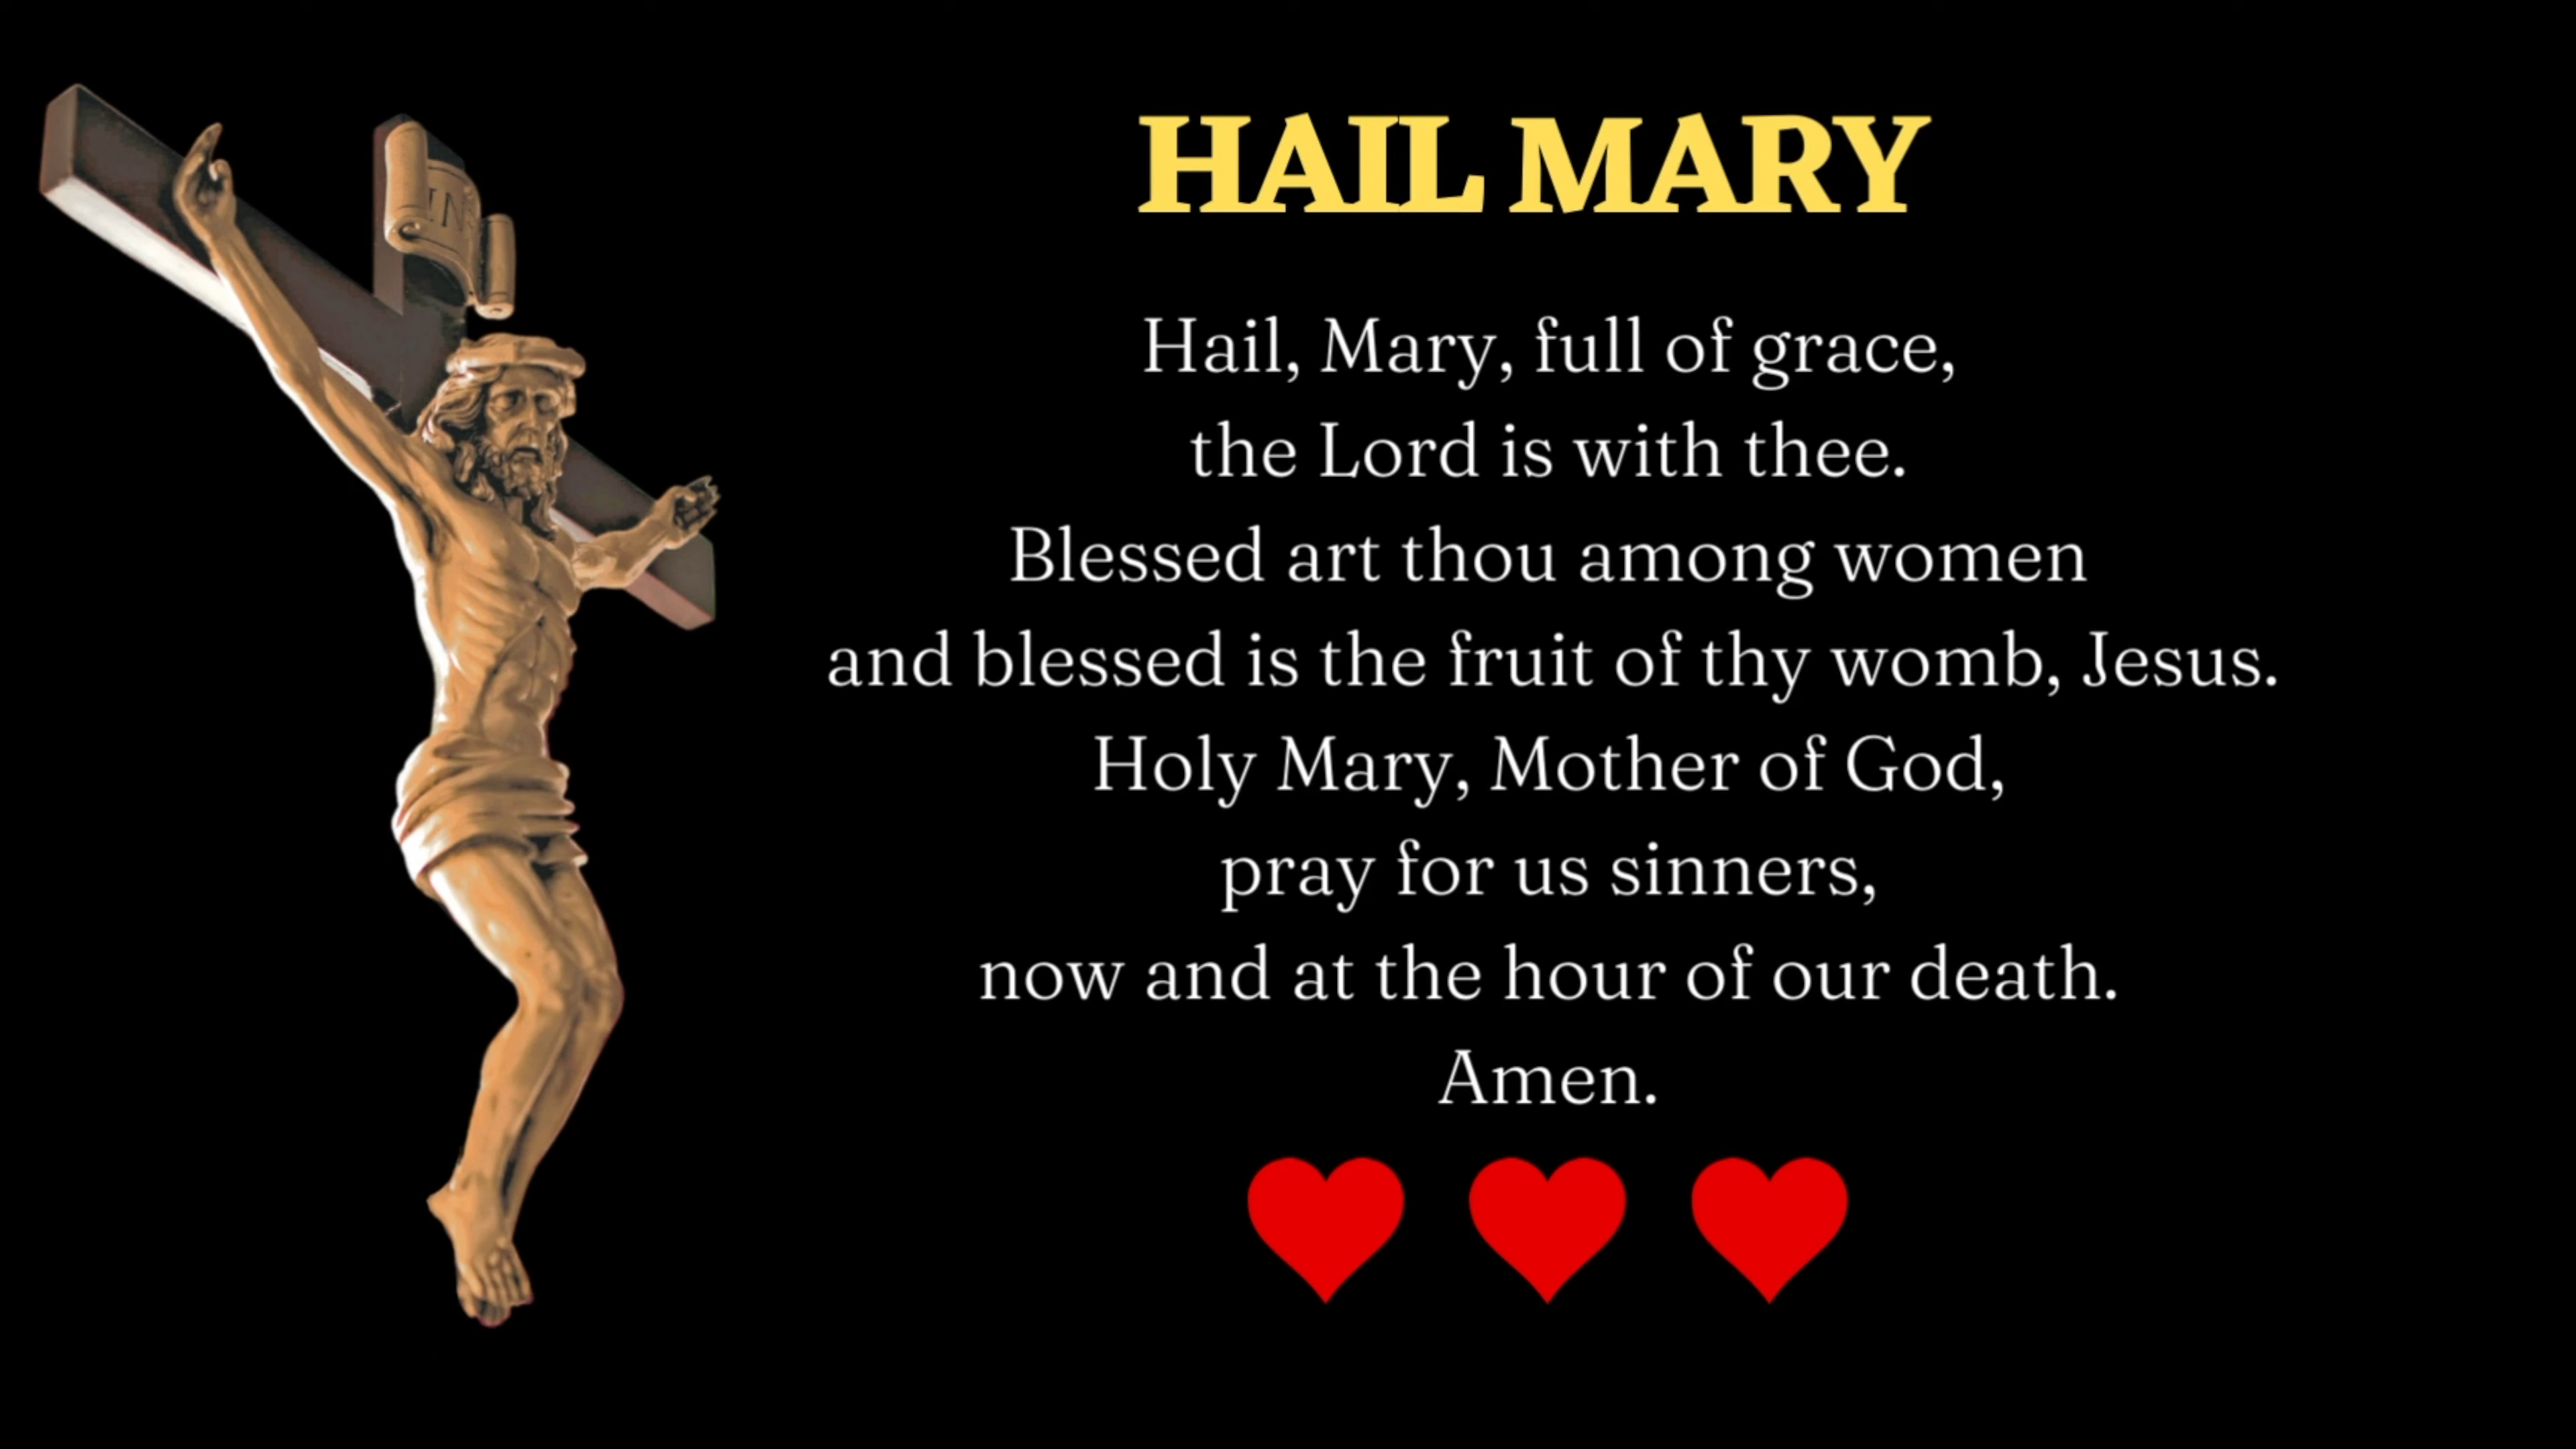 HAIL MARY
Hail, Mary, full of grace,
the Lord is with thee.
Blessed art thou among women
and blessed is the fruit of thy womb, Jesus.
Holy Mary, Mother of God,
pray for us sinners,
now and at the hour of our death.
Amen.